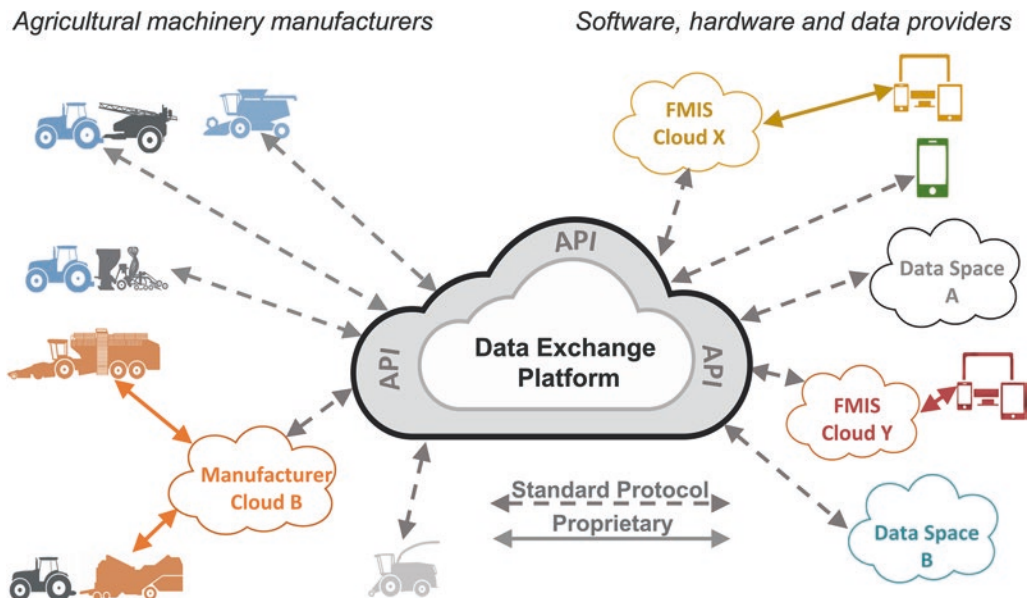 Agricultural machinery manufacturers
Software, hardware and data providers
FMIS
Cloud X
API
Data Space
A
Data Exchange
Platform
API
API
FMIS
Cloud Y
Manufacturer
Cloud B
Standard Protocol
Proprietary
Data Space
B